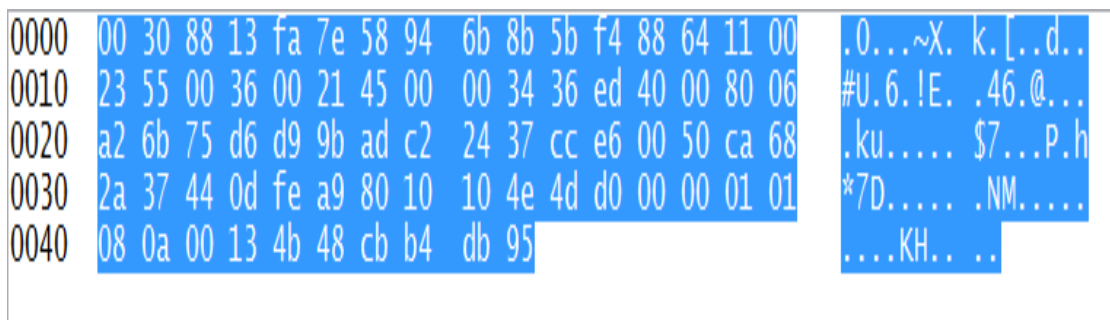 0000 00 30 88 13 fa 7e 58 94 6b 8b 5b f4 88 64 11 00 .0...~X. k.[..d..
0010 23 55 00 36 00 21 45 00 00 34 36 ed 40 00 80 06 #U.6.!E. .46.@...
0020 a2 6b 75 d6 d9 9b ad c2 24 37 cc e6 00 50 ca 68 .ku..... $7...P.h
0030 2a 37 44 0d fe a9 80 10 10 4e 4d d0 00 00 01 01 *7D..... .NM.....
0040 08 0a 00 13 4b 48 cb b4 db 95 ....KH.. ..